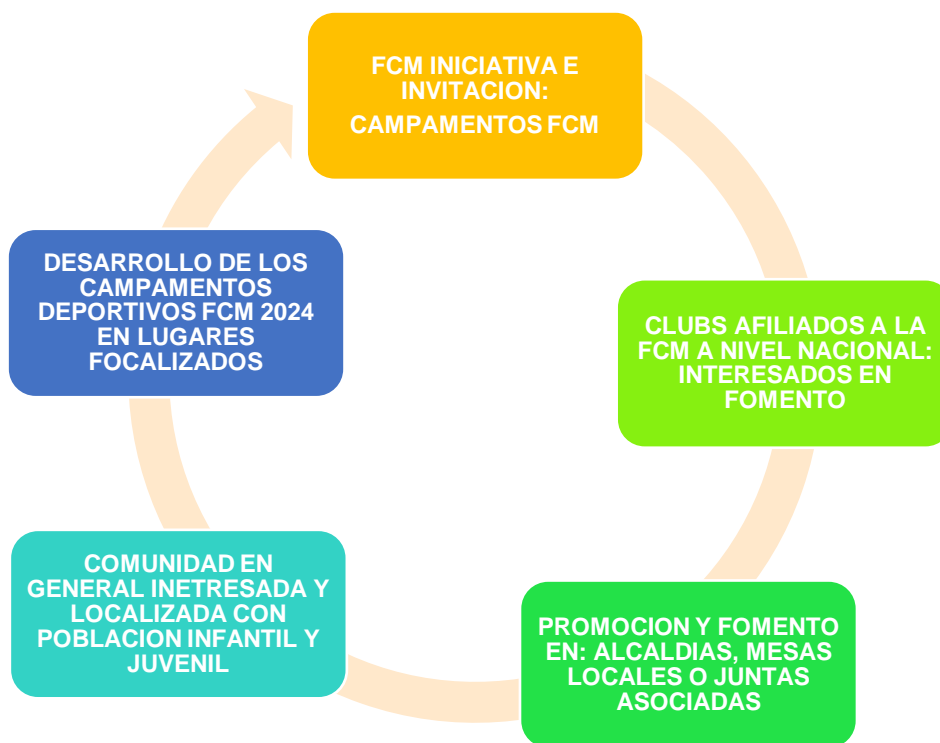 FCM INICIATIVA E
INVITACION:
CAMPAMENTOS FCM
CLUBS AFILIADOS A LA
FCM A NIVEL NACIONAL:
INTERESADOS EN
FOMENTO
PROMOCION Y FOMENTO
EN: ALCALDIAS, MESAS
LOCALES O JUNTAS
ASOCIADAS
COMUNIDAD EN
GENERAL INETRESADA Y
LOCALIZADA CON
POBLACION INFANTIL Y
JUVENIL
DESARROLLO DE LOS
CAMPAMENTOS
DEPORTIVOS FCM 2024
EN LUGARES
FOCALIZADOS